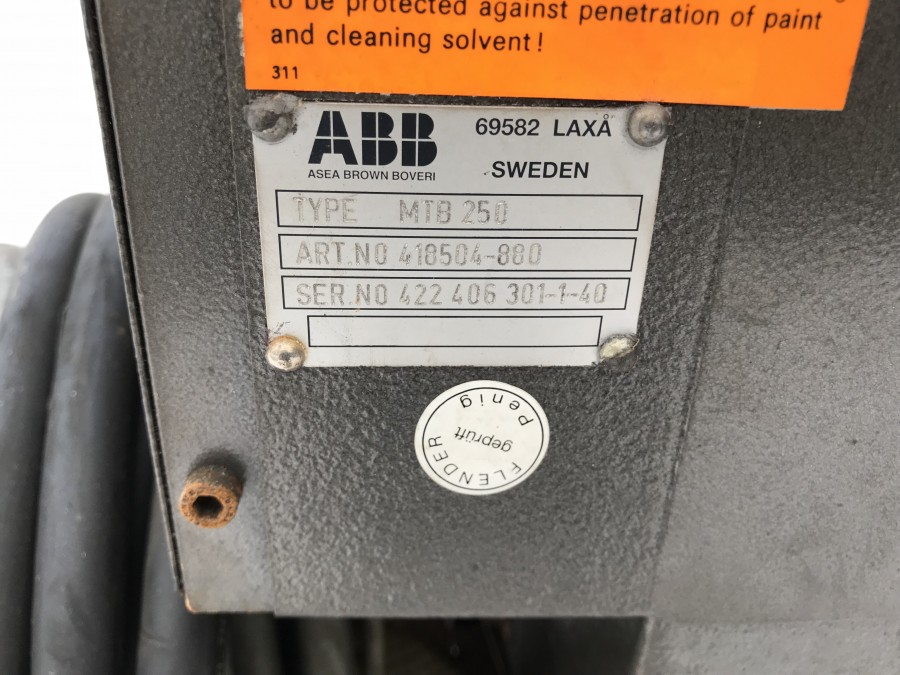 to be protected against penetration of paint
and cleaning solvent!
311
ABB
ASEA BROWN BOVERI
69582 LAXÅ
SWEDEN
TYPE MTB 250
ART.NO 418504-880
SER.NO 422 406 301-1-40
FLENDER
geprüft
Penig